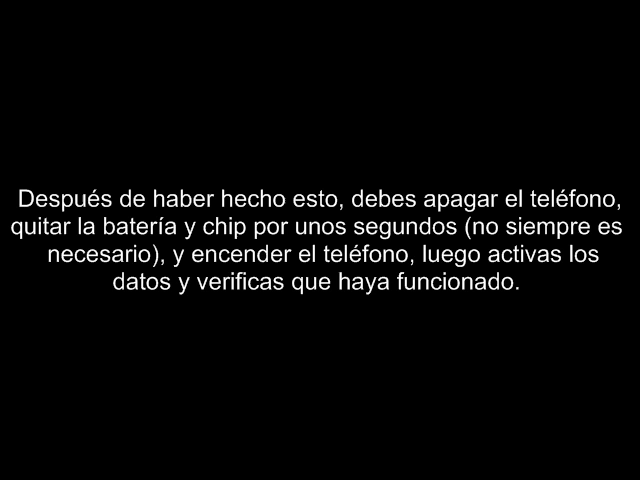 Después de haber hecho esto, debes apagar el teléfono,
quitar la batería y chip por unos segundos (no siempre es
necesario), y encender el teléfono, luego activas los
datos y verificas que haya funcionado.